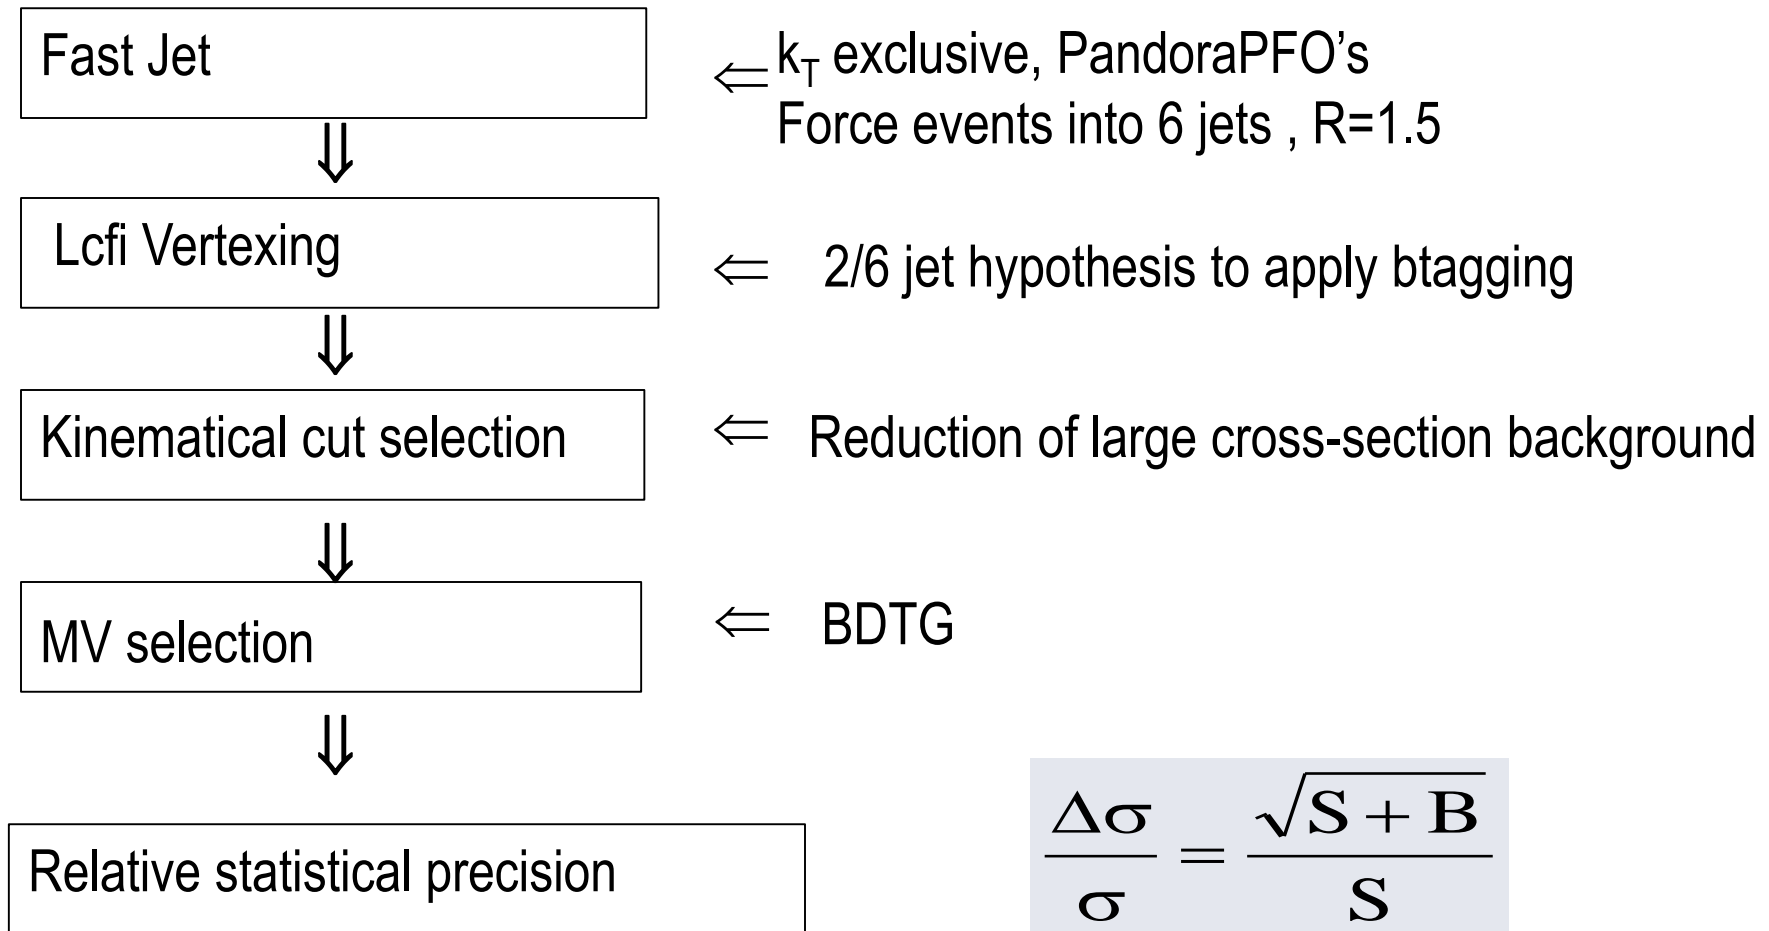 Fast Jet
⇐ k_T exclusive, PandoraPFO's
Force events into 6 jets , R=1.5
⇓
Lcfi Vertexing
⇐ 2/6 jet hypothesis to apply btagging
⇓
Kinematical cut selection
⇐ Reduction of large cross-section background
⇓
MV selection
⇐ BDTG
⇓
Relative statistical precision
Δσ/σ = √(S + B)/S